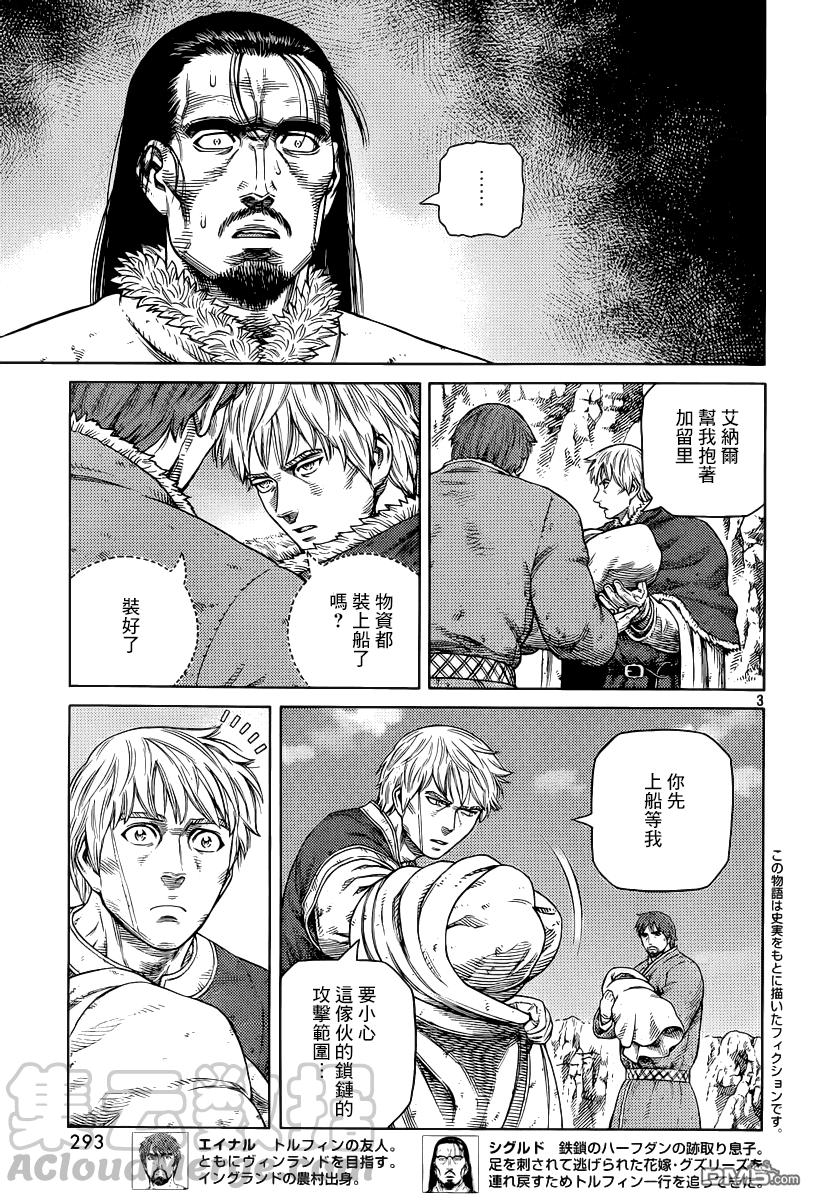 ……
艾納爾
幫我抱著
加留里
物資都
裝上船了
嗎?
裝好了
3
你先
上船等我
要小心
這傢伙的鎖鏈的
攻擊範圍…
この物語は史実をもとに描いたフィクションです。
293
エイナル トルフィンの友人。
ともにヴィンランドを目指す。
イングランドの農村出身。
シグルド 鉄鎖のハーフダンの跡取り息子。
足を刺されて逃げられた花嫁・グズリーズを
連れ戻すためトルフィン一行を追って
集云数据
ACloudMerge